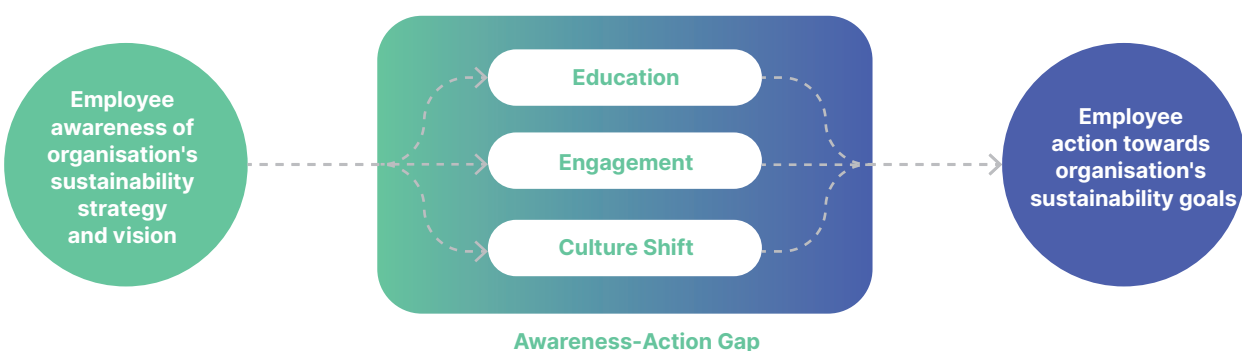 Employee
awareness of
organisation's
sustainability
strategy
and vision
Education
Engagement
Culture Shift
Employee
action towards
organisation's
sustainability goals
Awareness-Action Gap